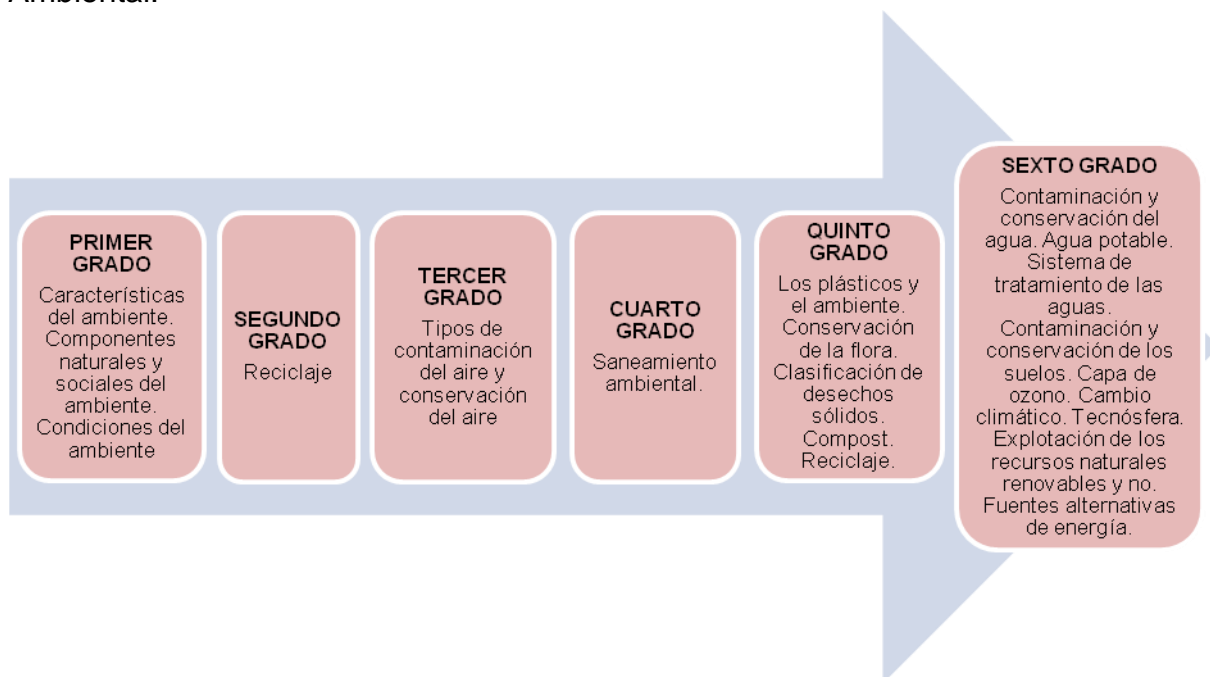 Ambiental.
PRIMER
GRADO
Características
del ambiente.
Componentes
naturales y
sociales del
ambiente.
Condiciones del
ambiente
SEGUNDO
GRADO
Reciclaje
TERCER
GRADO
Tipos de
contaminación
del aire y
conservación
del aire
CUARTO
GRADO
Saneamiento
ambiental.
QUINTO
GRADO
Los plásticos y
el ambiente.
Conservación
de la flora.
Clasificación de
desechos
sólidos.
Compost.
Reciclaje.
SEXTO GRADO
Contaminación y
conservación del
agua. Agua potable.
Sistema de
tratamiento de las
aguas.
Contaminación y
conservación de los
suelos. Capa de
ozono. Cambio
climático. Tecnósfera.
Explotación de los
recursos naturales
renovables y no.
Fuentes alternativas
de energía.